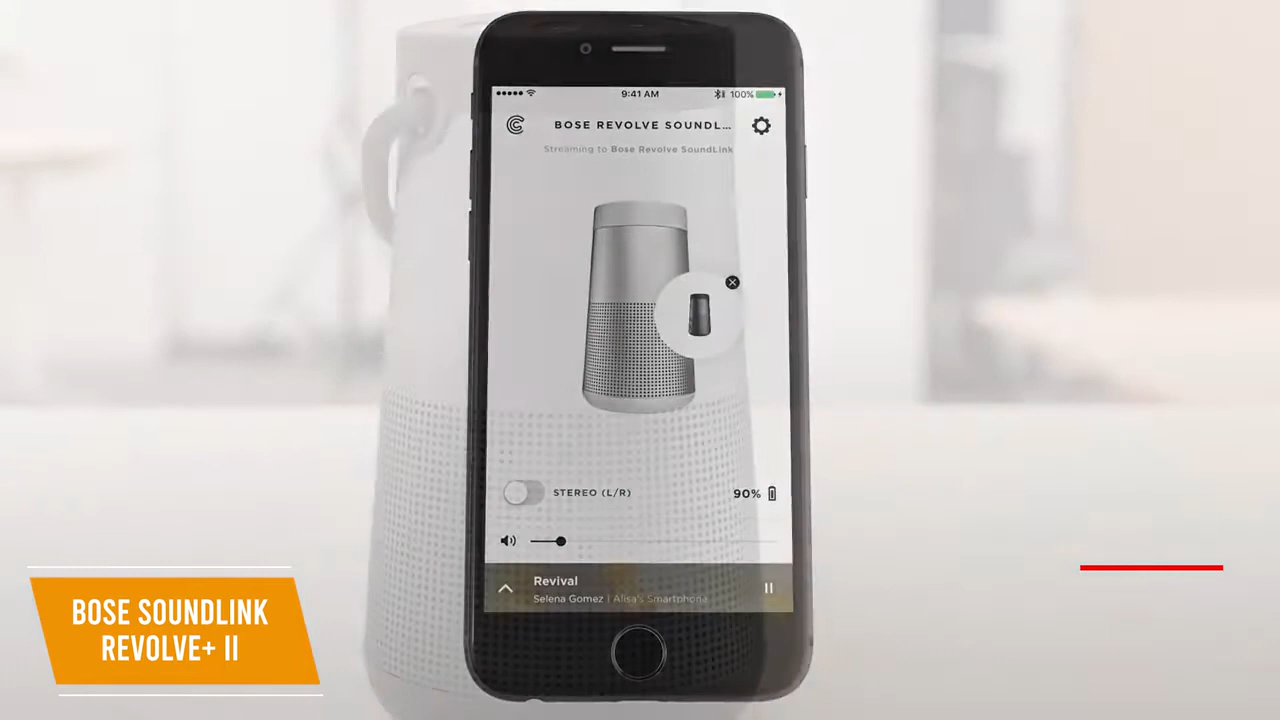 9:41 AM
100%
BOSE REVOLVE SOUNDL...
Streaming to Bose Revolve SoundLink
STEREO (L/R)
90%
Revival
Selena Gomez | Alisa's Smartphone
BOSE SOUNDLINK
REVOLVE+ II